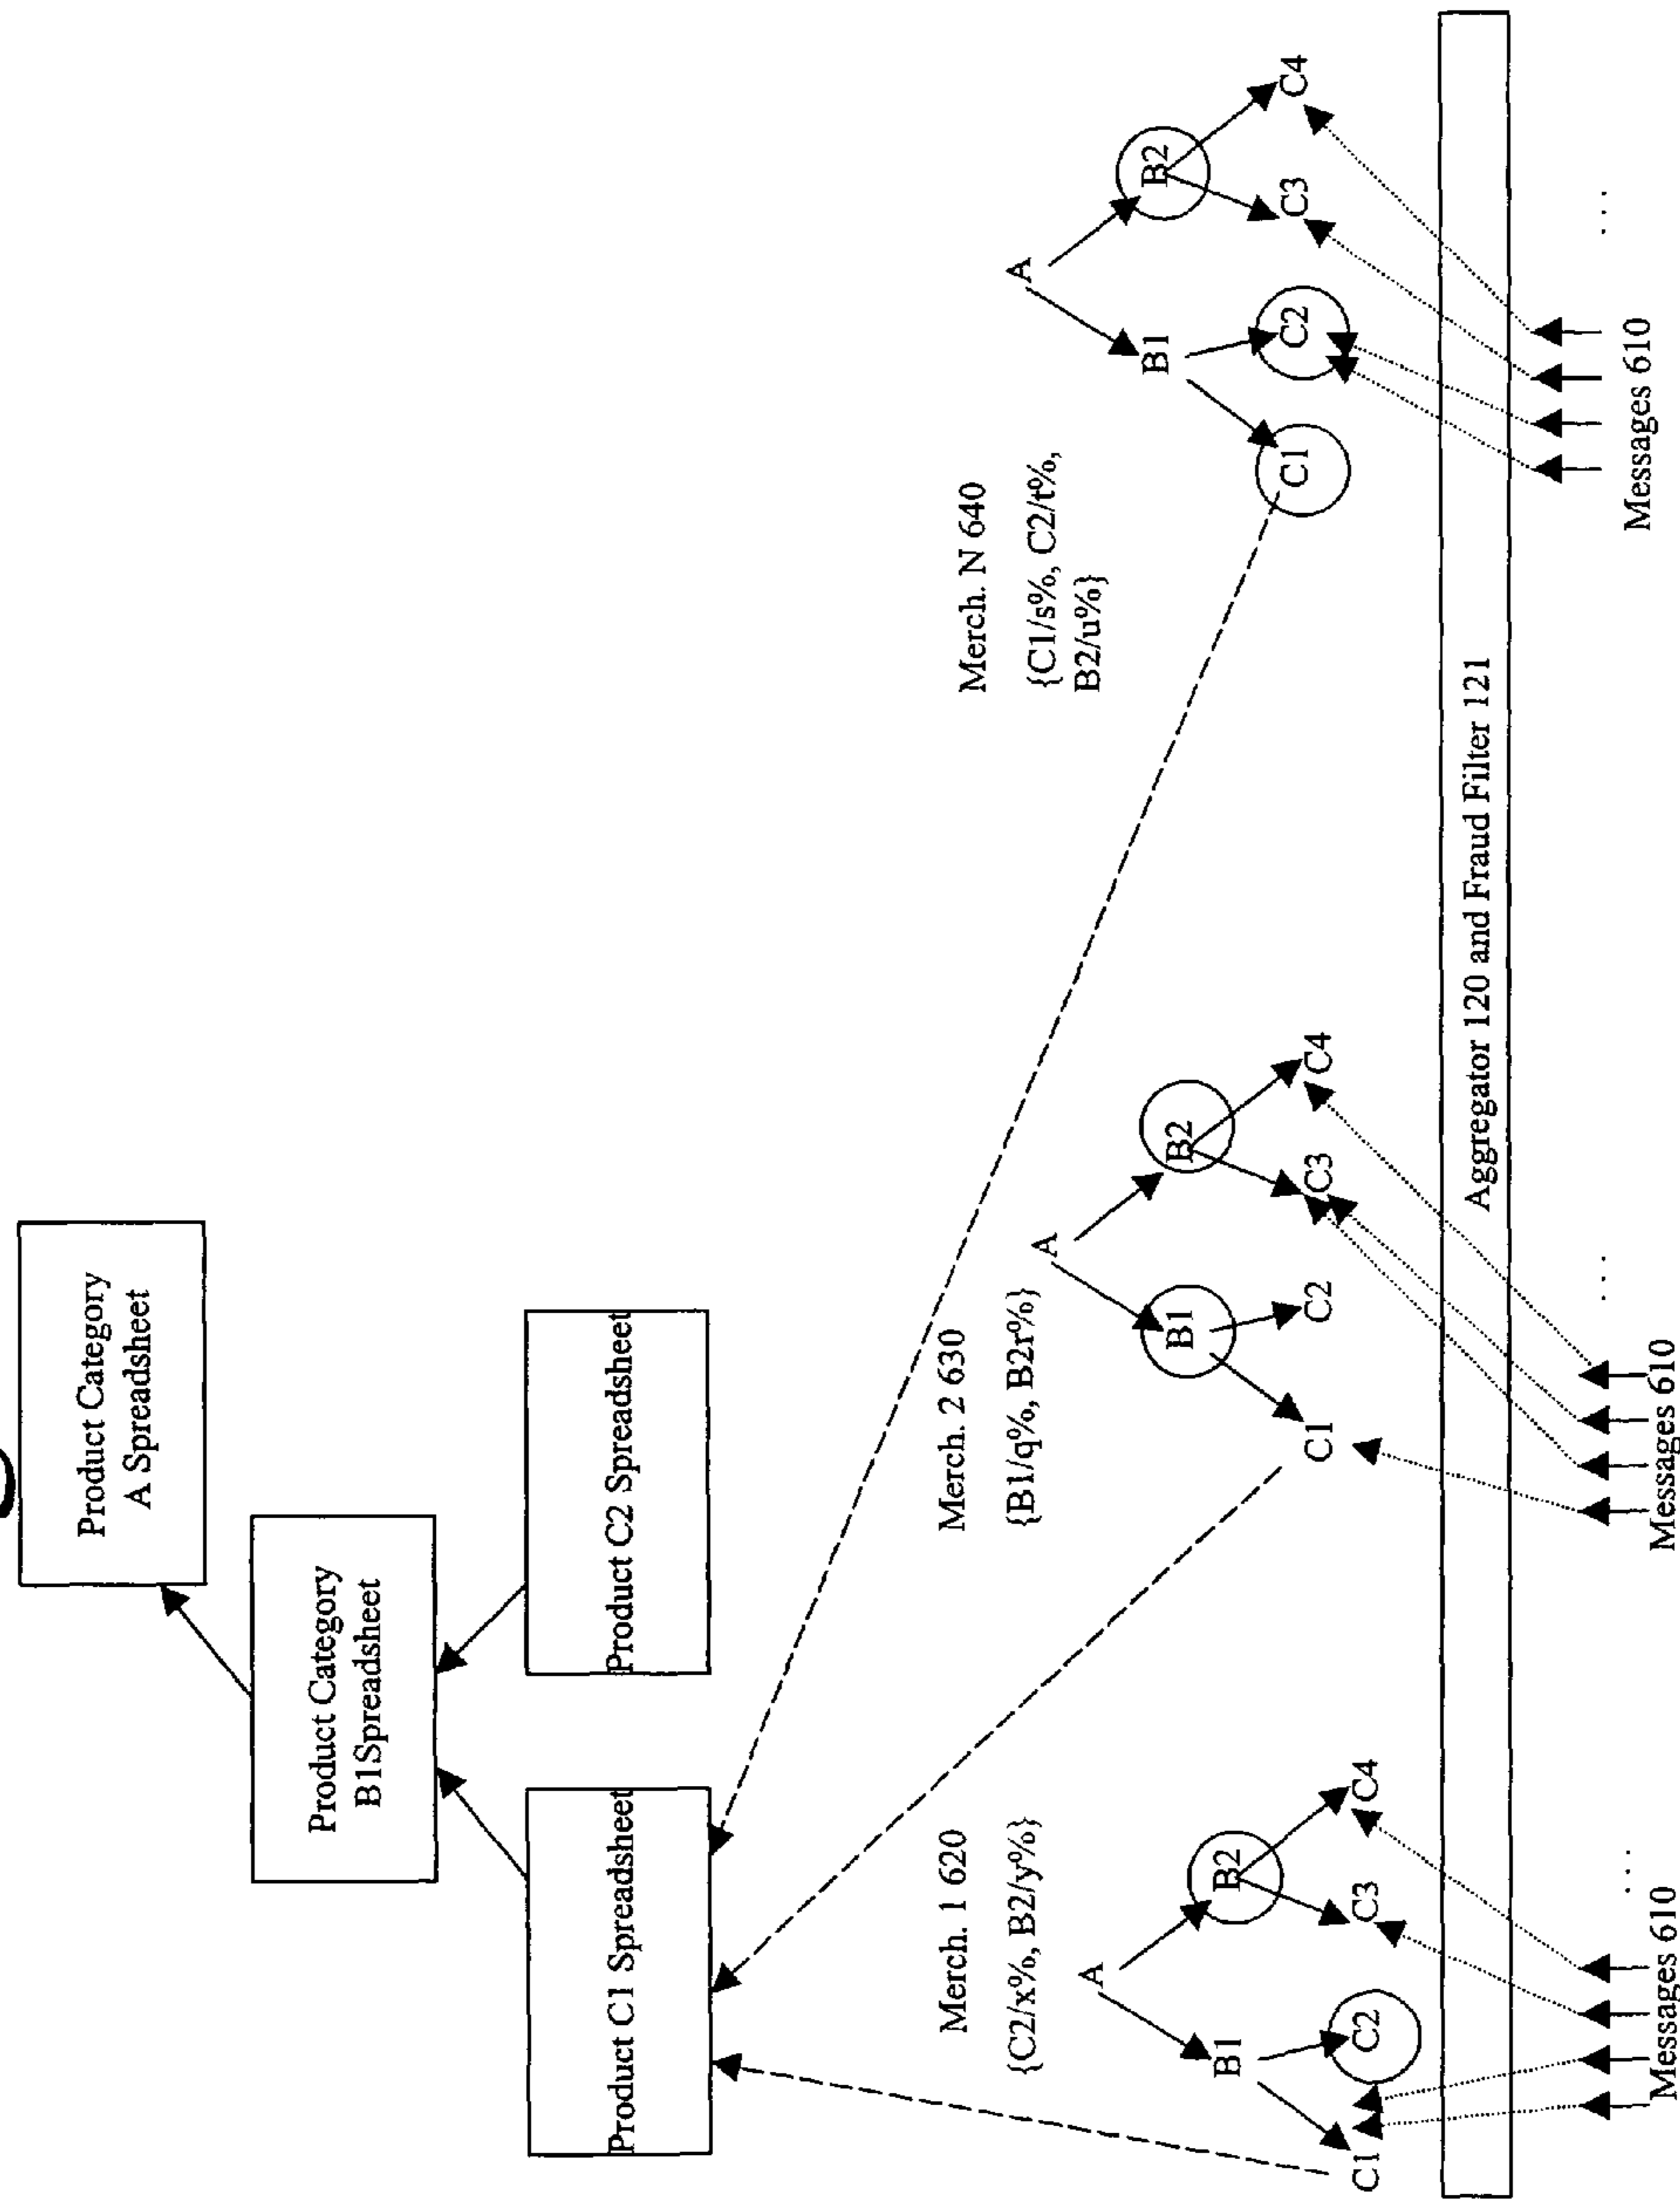 Product Category
A Spreadsheet
Product Category
B1Spreadsheet
Product C1 Spreadsheet
Product C2 Spreadsheet
Merch. 1 620
{C2/x%, B2/y%}
A
B1
B2
C1
C2
C3
C4
Messages 610
...
Merch. 2 630
{B1/q%, B2r%}
A
B1
B2
C1
C2
C3
C4
Messages 610
...
Merch. N 640
{C1/s%, C2/t%,
B2/u%}
A
B1
B2
C1
C2
C3
C4
Messages 610
...
Aggregator 120 and Fraud Filter 121